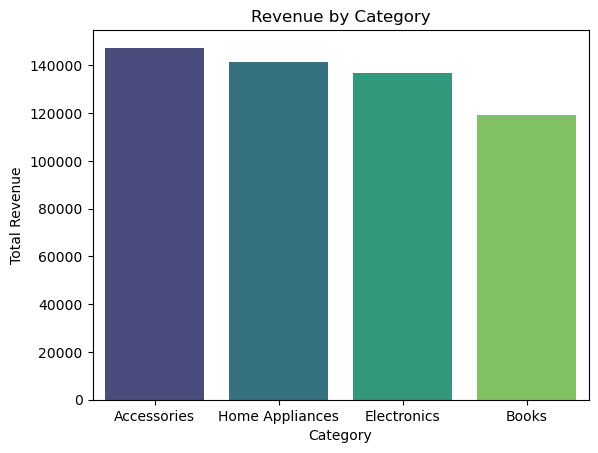 Revenue by Category
Total Revenue
140000
120000
100000
80000
60000
40000
20000
0
Accessories
Home Appliances
Electronics
Books
Category